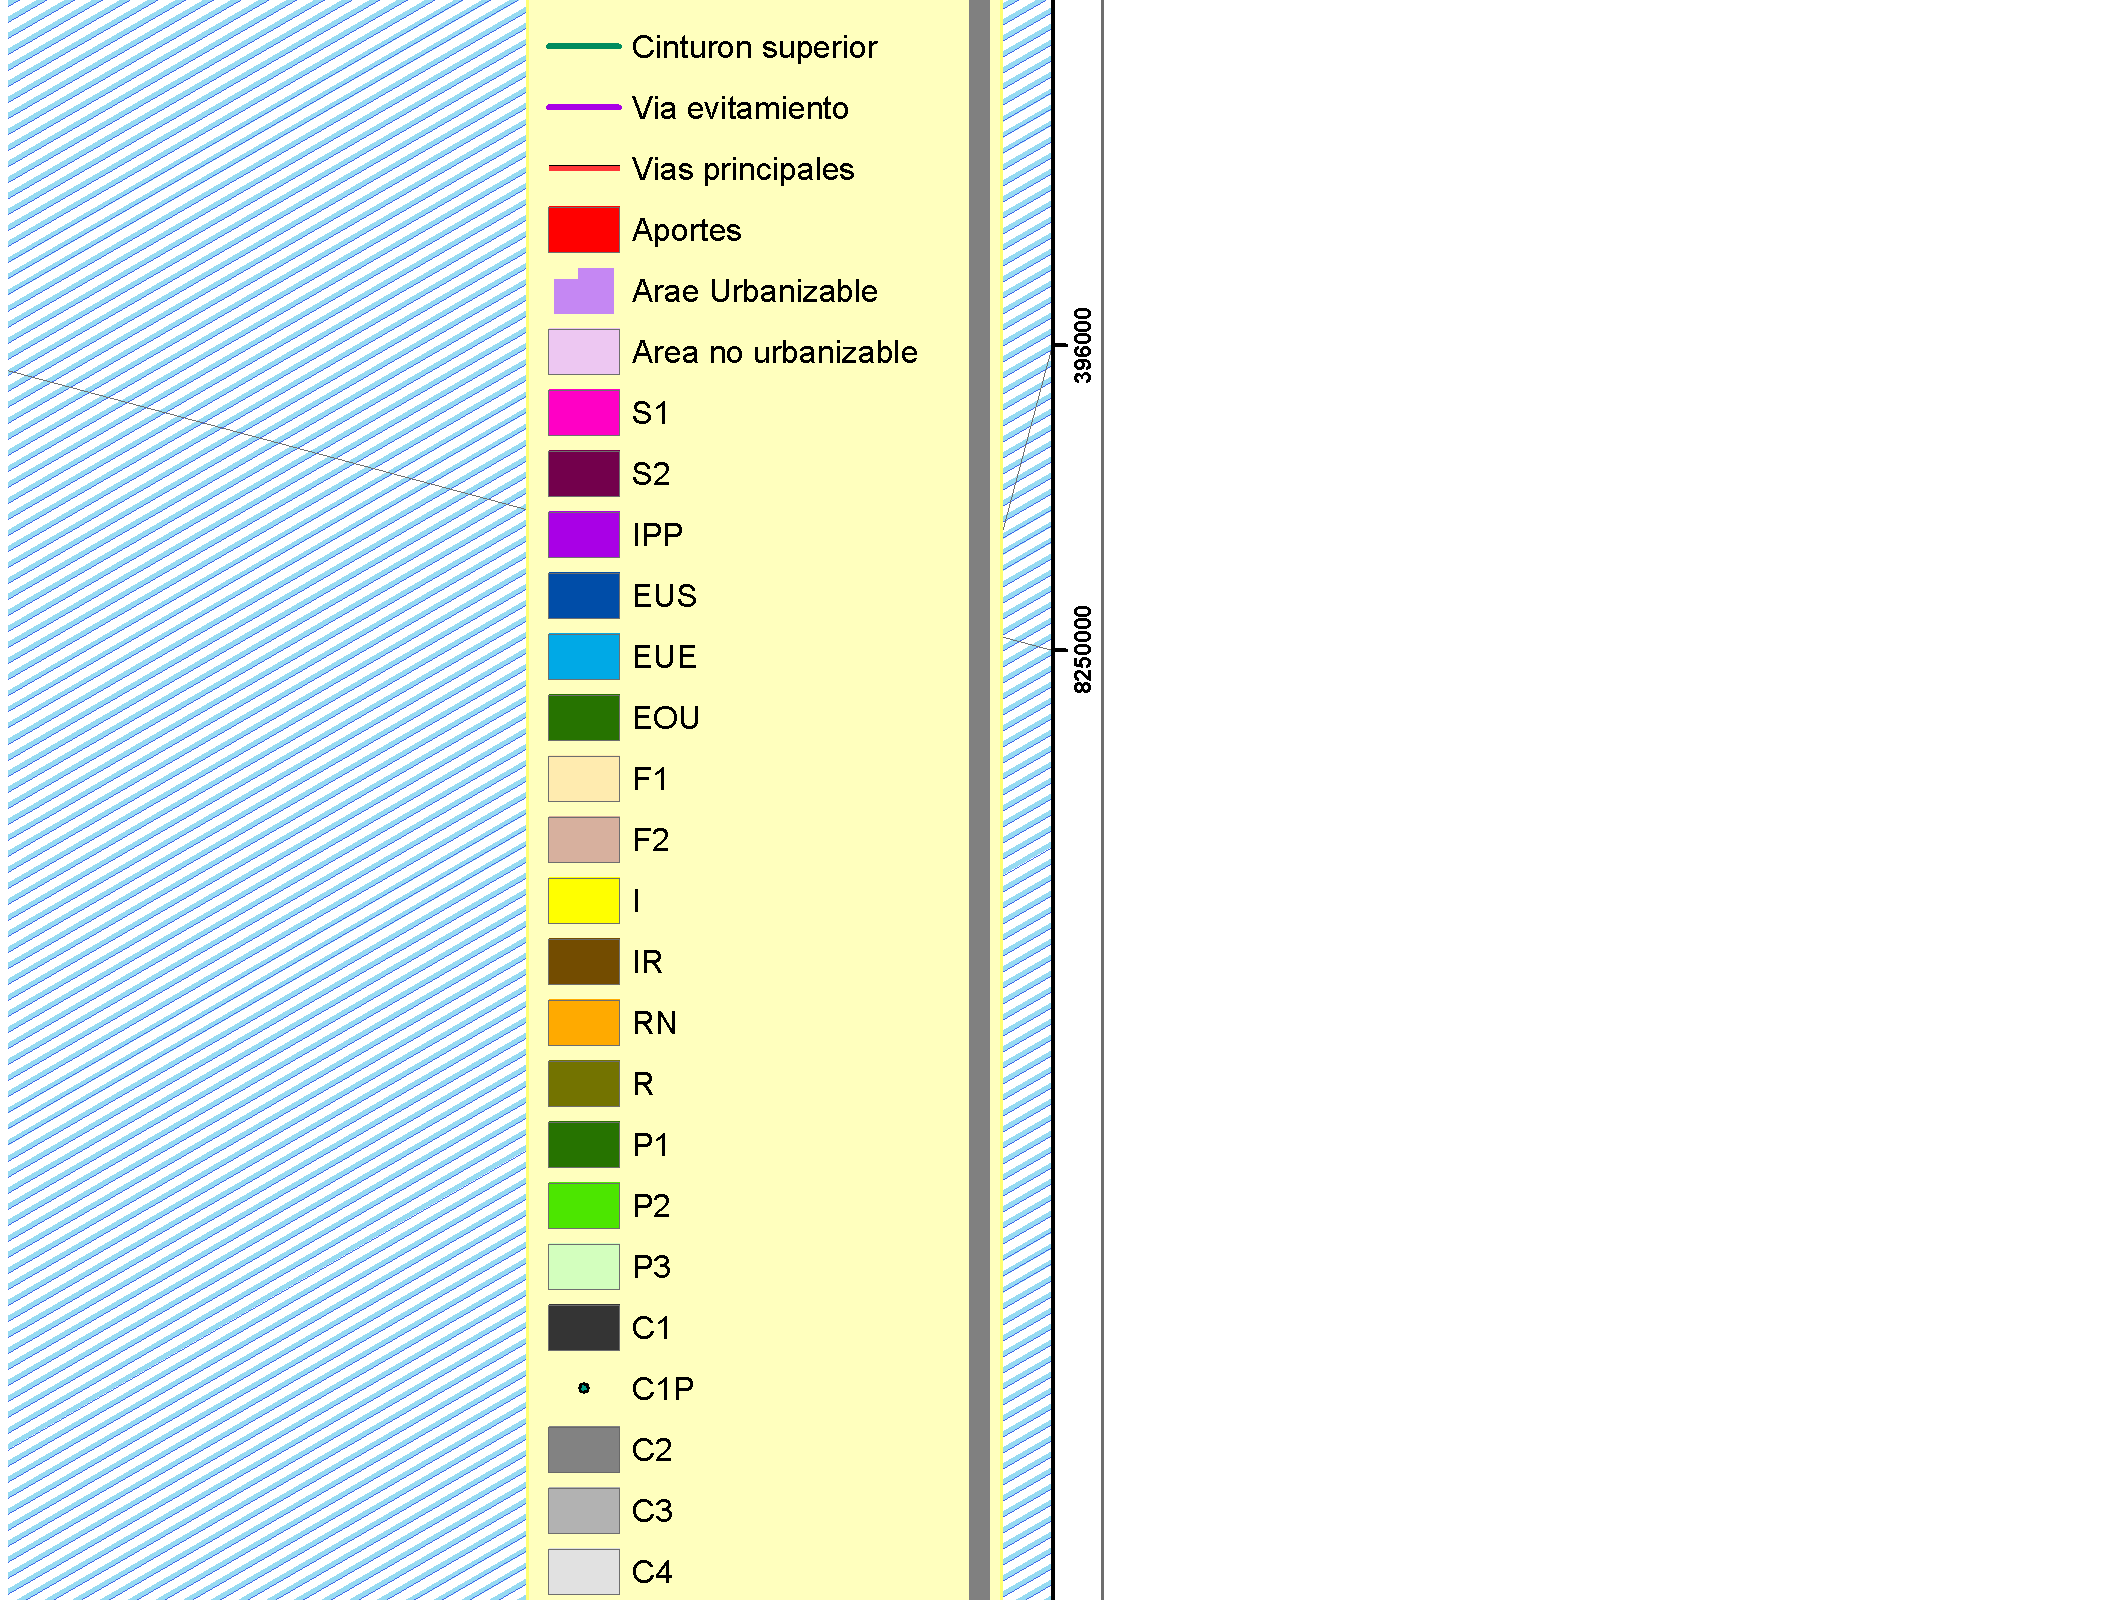 Cinturon superior
Via evitamiento
Vias principales
Aportes
Arae Urbanizable
Area no urbanizable
S1
S2
IPP
EUS
EUE
EOU
F1
F2
I
IR
RN
R
P1
P2
P3
C1
C1P
C2
C3
C4
396000
8250000